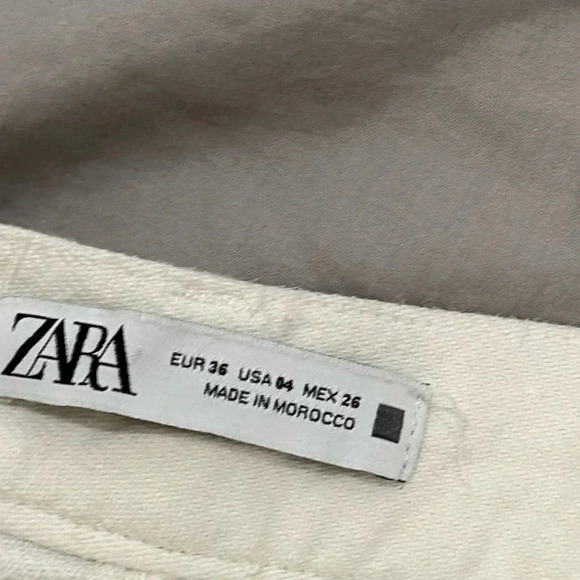 ZARA
EUR 36 USA 04 MEX 26
MADE IN MOROCCO